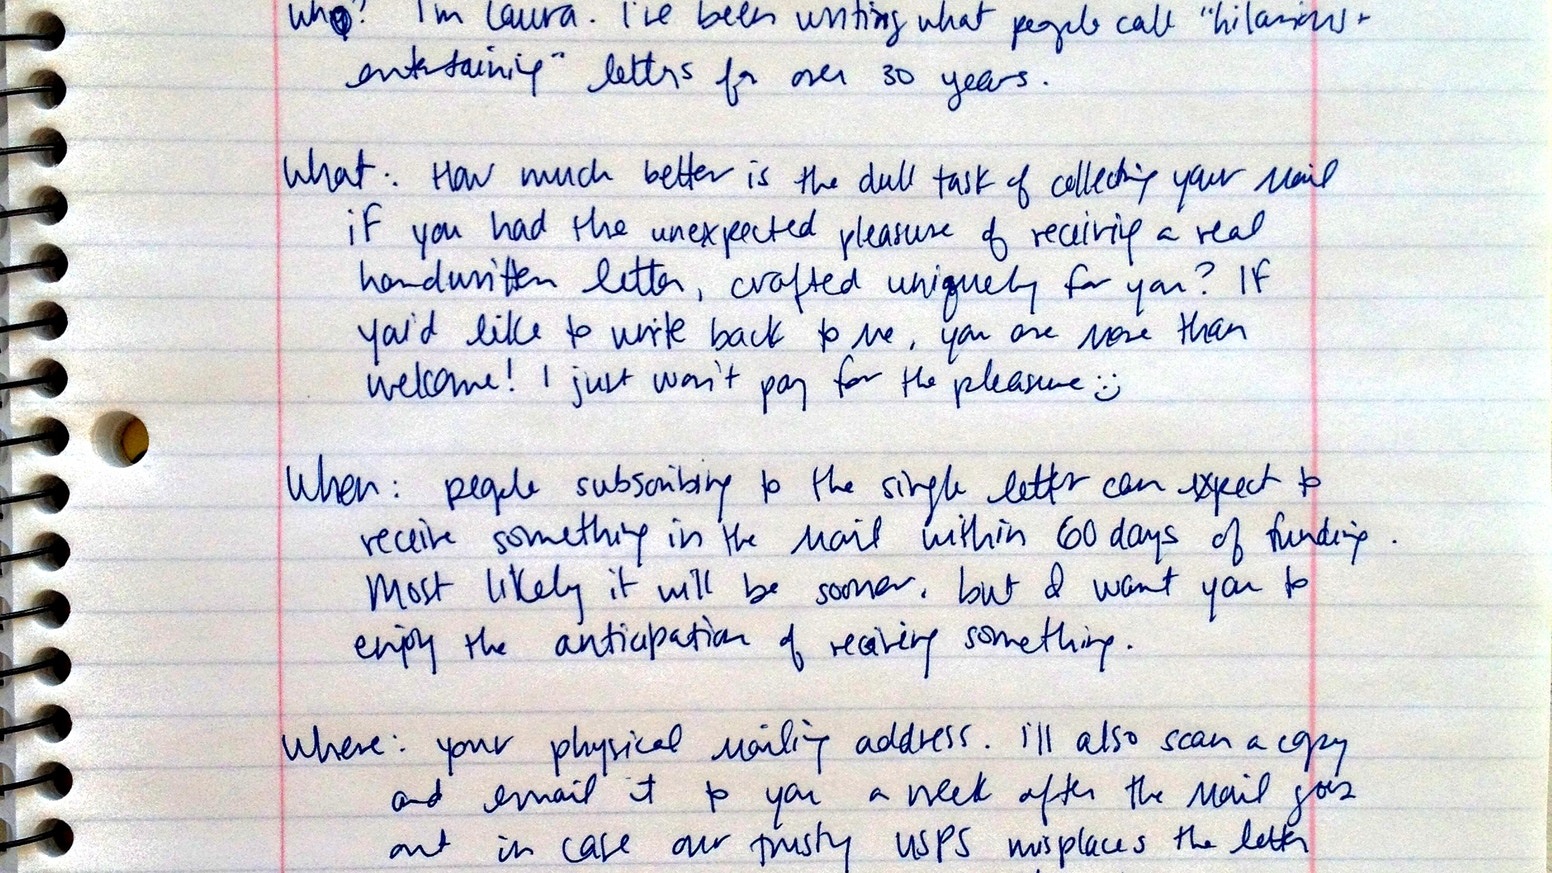 Who? I'm Laura. I've been writing what people call "hilarious +
entertaining" letters for over 30 years.
What: How much better is the dull task of collecting your mail
if you had the unexpected pleasure of receiving a real
handwritten letter, crafted uniquely for you? If
you'd like to write back to me, you are more than
welcome! I just won't pay for the pleasure :)
When: people subscribing to the single letter can expect to
receive something in the mail within 60 days of funding.
Most likely it will be sooner, but I want you to
enjoy the anticipation of receiving something.
Where: your physical mailing address. I'll also scan a copy
and email it to you a week after the mail goes
out in case our trusty USPS misplaces the letter